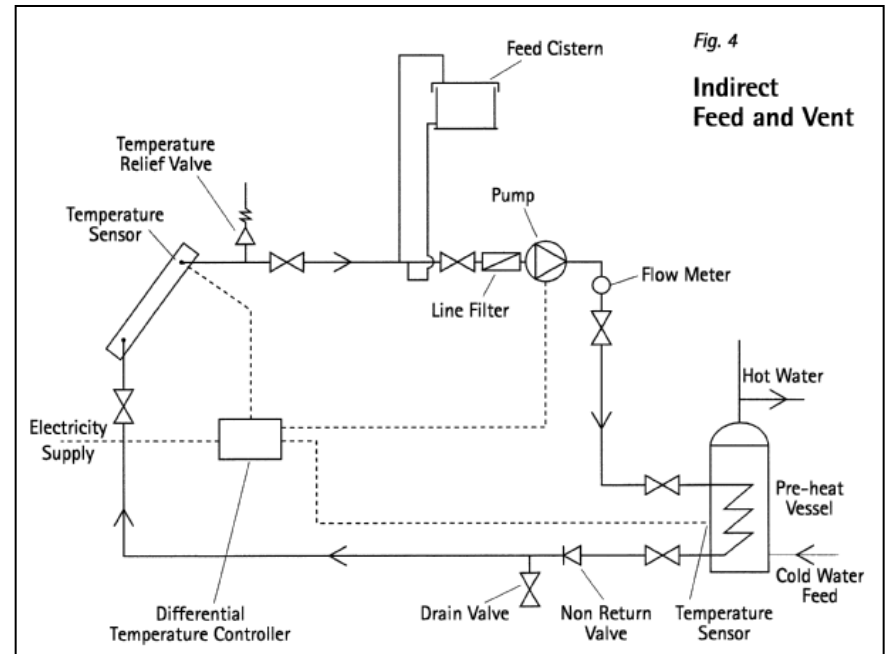 Fig. 4
Indirect
Feed and Vent
Feed Cistern
Temperature
Relief Valve
Temperature
Sensor
Pump
Line Filter
Flow Meter
Hot Water
Electricity
Supply
Pre-heat
Vessel
Cold Water
Feed
Differential
Temperature Controller
Drain Valve
Non Return
Valve
Temperature
Sensor